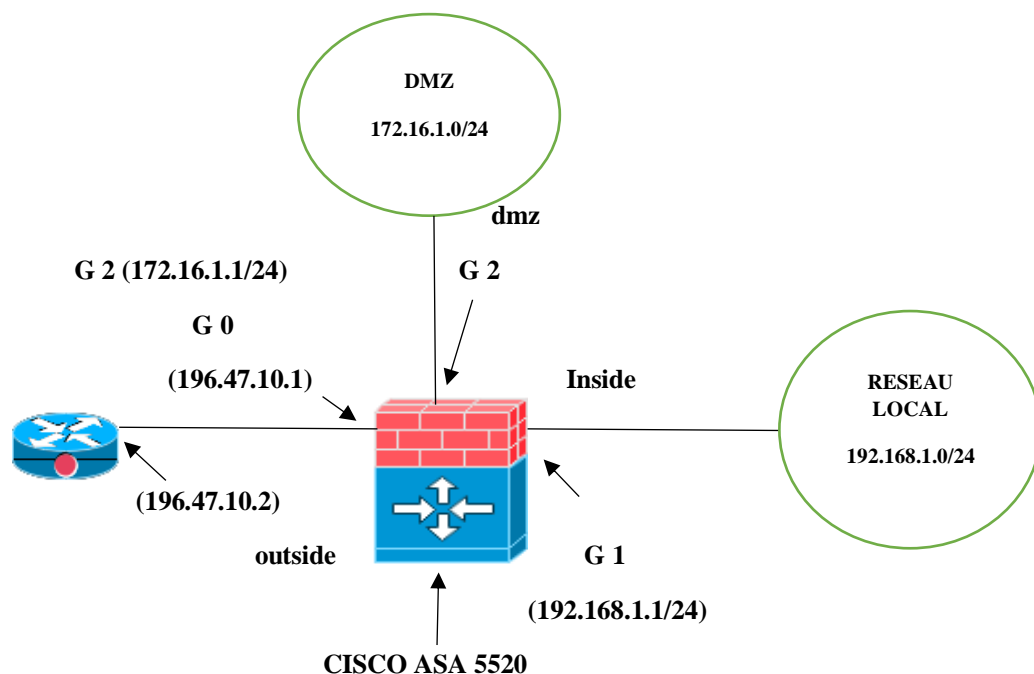 DMZ
172.16.1.0/24
dmz
G 2 (172.16.1.1/24)
G 2
G 0
(196.47.10.1)
Inside
RESEAU
LOCAL
192.168.1.0/24
(196.47.10.2)
outside
G 1
(192.168.1.1/24)
CISCO ASA 5520